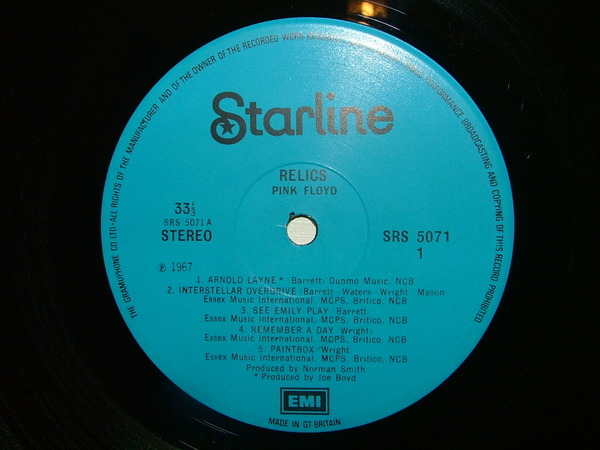 THE GRAMOPHONE CO LTD·ALL RIGHTS OF THE MANUFACTURER AND OF THE OWNER OF THE RECORDED WORK
PERFORMANCE BROADCASTING AND COPYING OF THIS RECORD PROHIBITED
Starline
RELICS
PINK FLOYD
33⅓
SRS 5071 A
STEREO
SRS 5071
1
℗ 1967
1. ARNOLD LAYNE* (Barrett) Dunmo Music, NCB
2. INTERSTELLAR OVERDRIVE (Barrett Waters Wright Mason)
Essex Music International, MCPS, Britico, NCB
3. SEE EMILY PLAY (Barrett)
Essex Music International, MCPS, Britico, NCB
4. REMEMBER A DAY (Wright)
Essex Music International, MCPS, Britico, NCB
5. PAINTBOX (Wright)
Essex Music International, MCPS, Britico, NCB
Produced by Norman Smith
* Produced by Joe Boyd
EMI
MADE IN GT BRITAIN